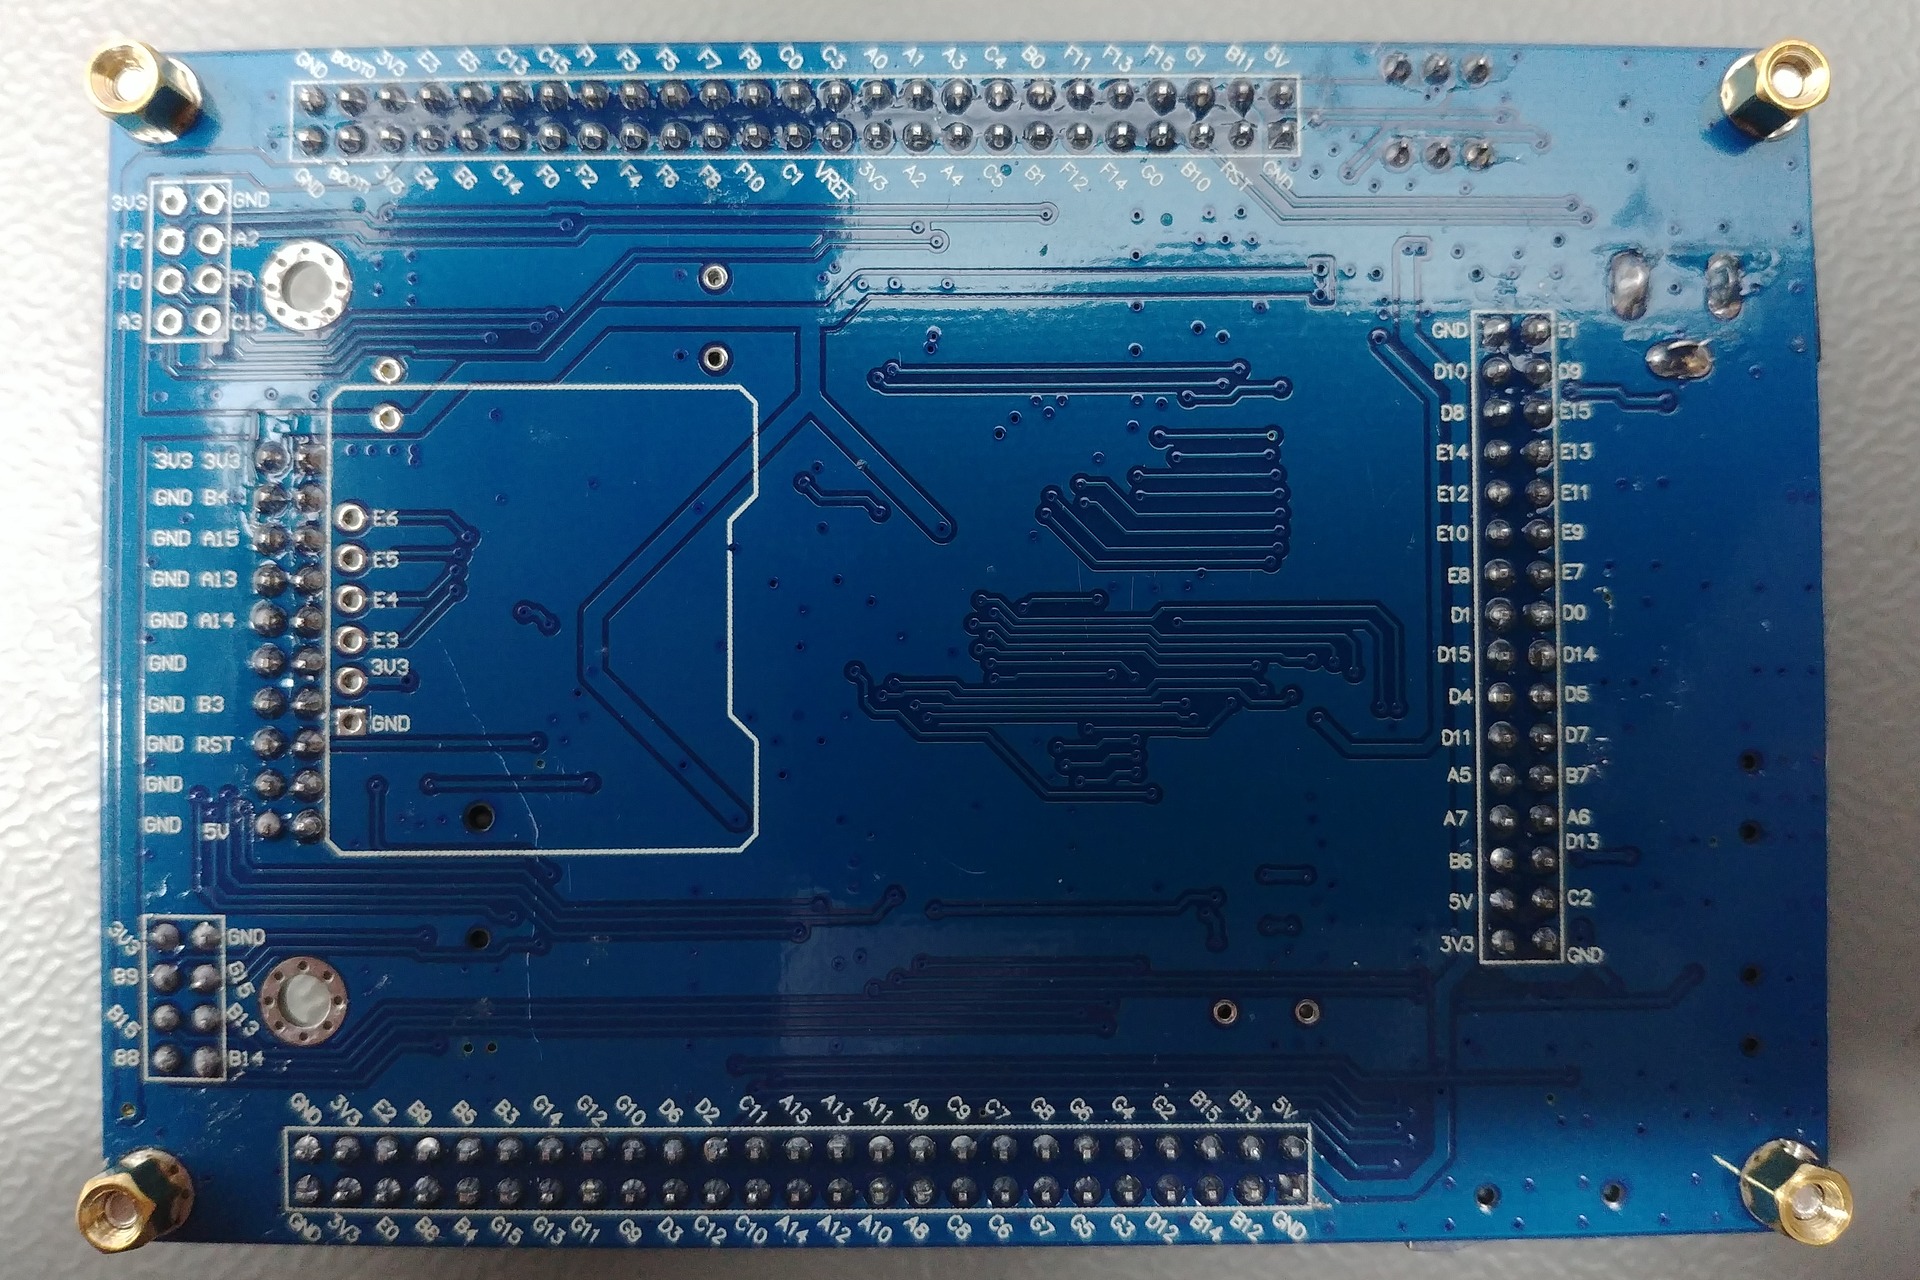 GND BOOT0 3V3 E3 E5 C13 C15 F1 F3 F5 F7 F9 C0 C3 A0 A1 A3 C4 B0 F11 F13 F15 G1 B11 5V
GND BOOT1 3V3 E4 E6 C14 F0 F2 F4 F6 F8 F10 C1 VREF 3V3 A2 A4 C5 B1 F12 F14 G0 B10 RST GND
3V3 GND
F2 A2
F0
A3 C13
3V3 3V3
GND B4
GND A15
GND A13
GND A14
GND
GND B3
GND RST
GND
GND 5V
E6
E5
E4
E3
3V3
GND
GND E1
D10 D9
D8 E15
E14 E13
E12 E11
E10 E9
E8 E7
D1 D0
D15 D14
D4 D5
D11 D7
A5 B7
A7 A6
D13
B6
5V C2
3V3 GND
3V3 GND
B9 G15
B15 B13
B8 B14
GND 3V3 E2 B9 B5 B3 G14 G12 G10 D6 D2 C11 A15 A13 A11 A9 C9 C7 G8 G6 G4 G2 B15 B13 5V
GND 3V3 E0 B8 B4 G15 G13 G11 G9 D3 C12 C10 A14 A12 A10 A8 C8 C6 G7 G5 G3 D12 B14 B12 GND